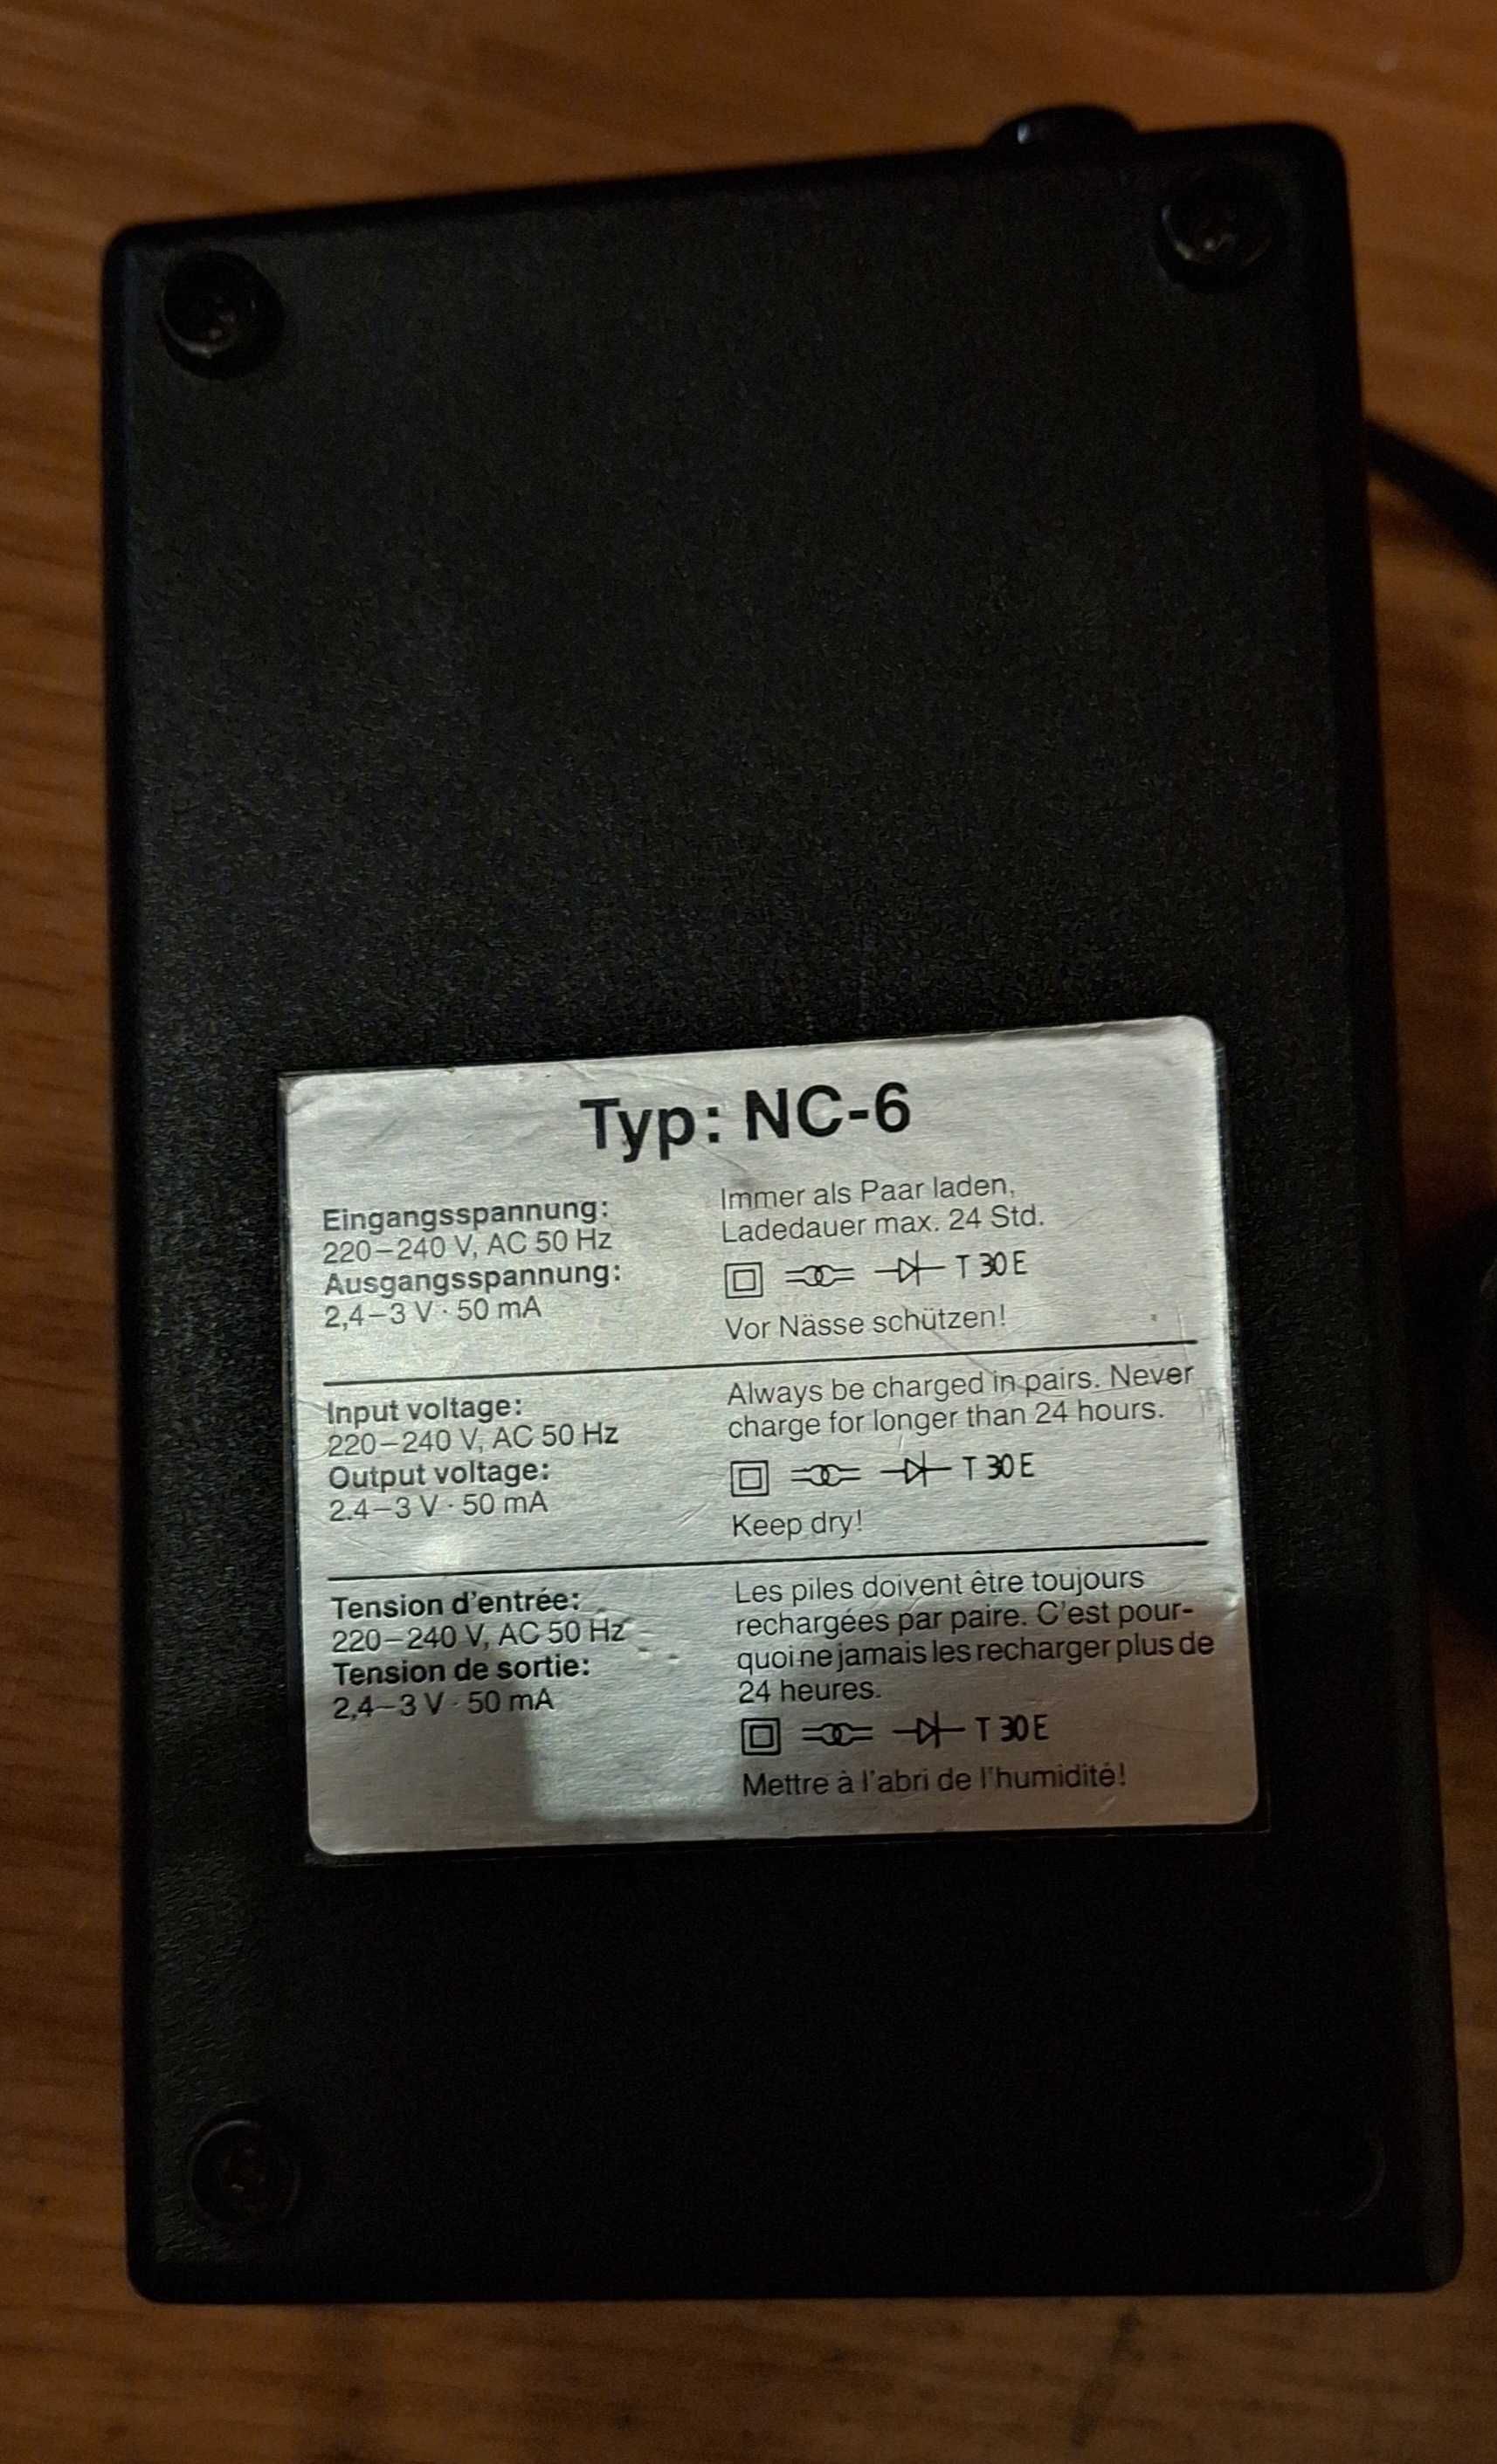 Typ: NC-6
Eingangsspannung:
220–240 V, AC 50 Hz
Ausgangsspannung:
2,4–3 V · 50 mA
Immer als Paar laden,
Ladedauer max. 24 Std.
T 30 E
Vor Nässe schützen!
Input voltage:
220–240 V, AC 50 Hz
Output voltage:
2.4–3 V · 50 mA
Always be charged in pairs. Never
charge for longer than 24 hours.
T 30 E
Keep dry!
Tension d'entrée:
220–240 V, AC 50 Hz
Tension de sortie:
2,4–3 V · 50 mA
Les piles doivent être toujours
rechargées par paire. C'est pour-
quoi ne jamais les recharger plus de
24 heures.
T 30 E
Mettre à l'abri de l'humidité!